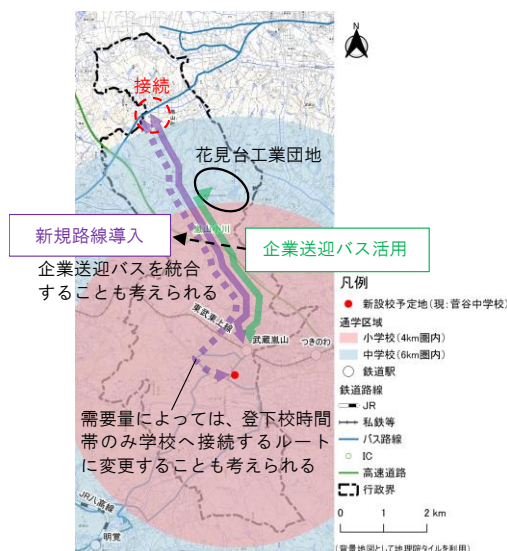 接続
花見台工業団地
嵐山小川
新規路線導入
企業送迎バス活用
企業送迎バスを統合
することも考えられる
東武東上線
武蔵嵐山
つきのわ
需要量によっては、登下校時間
帯のみ学校へ接続するルート
に変更することも考えられる
JR八高線
明覚
凡例
新設校予定地(現:菅谷中学校)
通学区域
小学校(4km圏内)
中学校(6km圏内)
鉄道駅
鉄道路線
JR
私鉄等
バス路線
IC
高速道路
行政界
0 1 2 km
(背景地図として地理院タイルを利用)